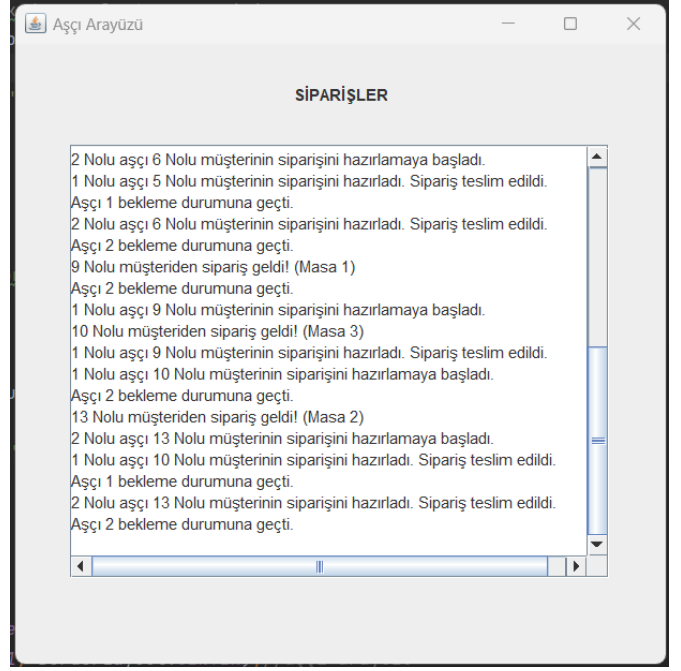 Aşçı Arayüzü
SİPARİŞLER
2 Nolu aşçı 6 Nolu müşterinin siparişini hazırlamaya başladı.
1 Nolu aşçı 5 Nolu müşterinin siparişini hazırladı. Sipariş teslim edildi.
Aşçı 1 bekleme durumuna geçti.
2 Nolu aşçı 6 Nolu müşterinin siparişini hazırladı. Sipariş teslim edildi.
Aşçı 2 bekleme durumuna geçti.
9 Nolu müşteriden sipariş geldi! (Masa 1)
Aşçı 2 bekleme durumuna geçti.
1 Nolu aşçı 9 Nolu müşterinin siparişini hazırlamaya başladı.
10 Nolu müşteriden sipariş geldi! (Masa 3)
1 Nolu aşçı 9 Nolu müşterinin siparişini hazırladı. Sipariş teslim edildi.
1 Nolu aşçı 10 Nolu müşterinin siparişini hazırlamaya başladı.
Aşçı 2 bekleme durumuna geçti.
13 Nolu müşteriden sipariş geldi! (Masa 2)
2 Nolu aşçı 13 Nolu müşterinin siparişini hazırlamaya başladı.
1 Nolu aşçı 10 Nolu müşterinin siparişini hazırladı. Sipariş teslim edildi.
Aşçı 1 bekleme durumuna geçti.
2 Nolu aşçı 13 Nolu müşterinin siparişini hazırladı. Sipariş teslim edildi.
Aşçı 2 bekleme durumuna geçti.